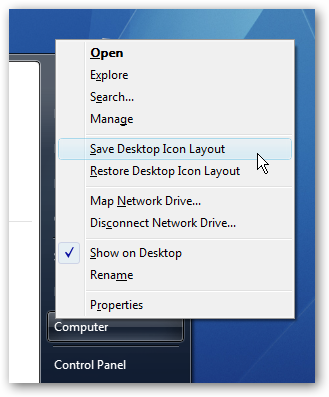 Open
Explore
Search...
Manage
Save Desktop Icon Layout
Restore Desktop Icon Layout
Map Network Drive...
Disconnect Network Drive...
Show on Desktop
Rename
Properties
Computer
Control Panel